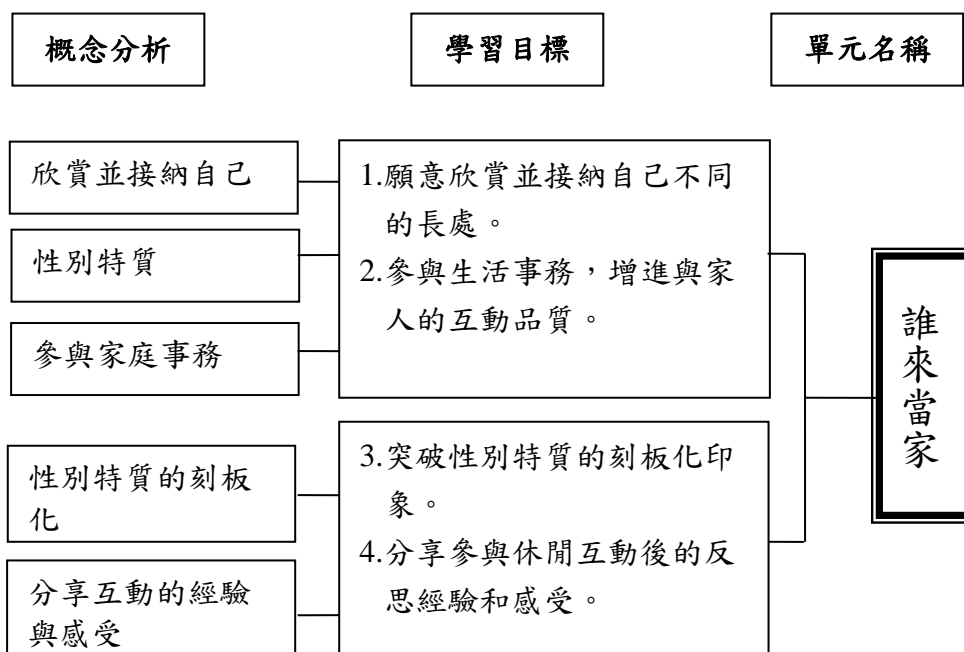 概念分析
學習目標
單元名稱
欣賞並接納自己
性別特質
參與家庭事務
性別特質的刻板
化
分享互動的經驗
與感受
1.願意欣賞並接納自己不同
的長處。
2.參與生活事務,增進與家
人的互動品質。
3.突破性別特質的刻板化印
象。
4.分享參與休閒互動後的反
思經驗和感受。
誰來當家